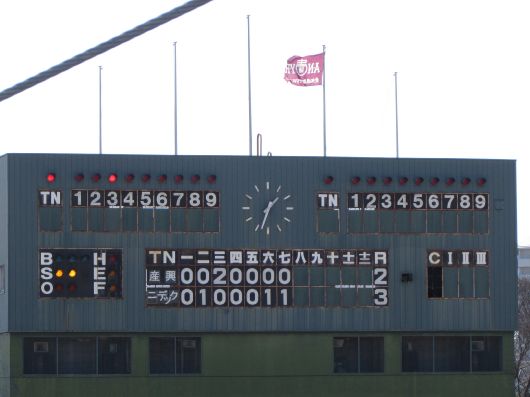 TN 1 2 3 4 5 6 7 8 9 TN 1 2 3 4 5 6 7 8 9
B H TN 一 二 三 四 五 六 七 八 九 十 土 士 R C I II III
S E 産興 0 0 2 0 0 0 0 2
O F ニデック 0 1 0 0 0 1 1 3